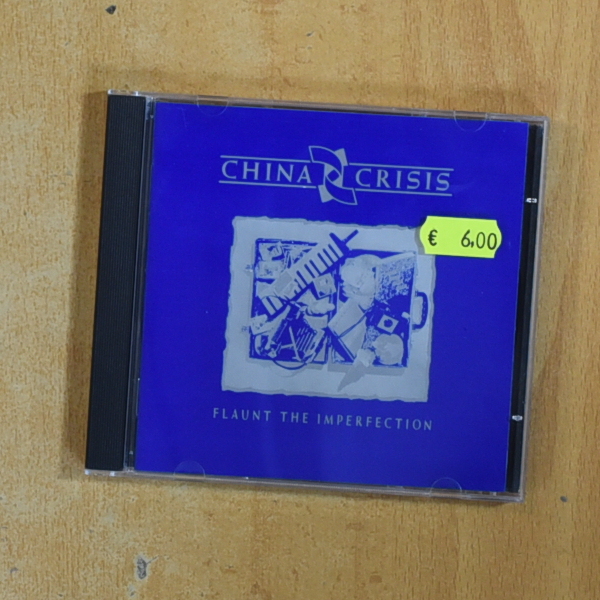 CHINA CRISIS
€ 6,00
FLAUNT THE IMPERFECTION